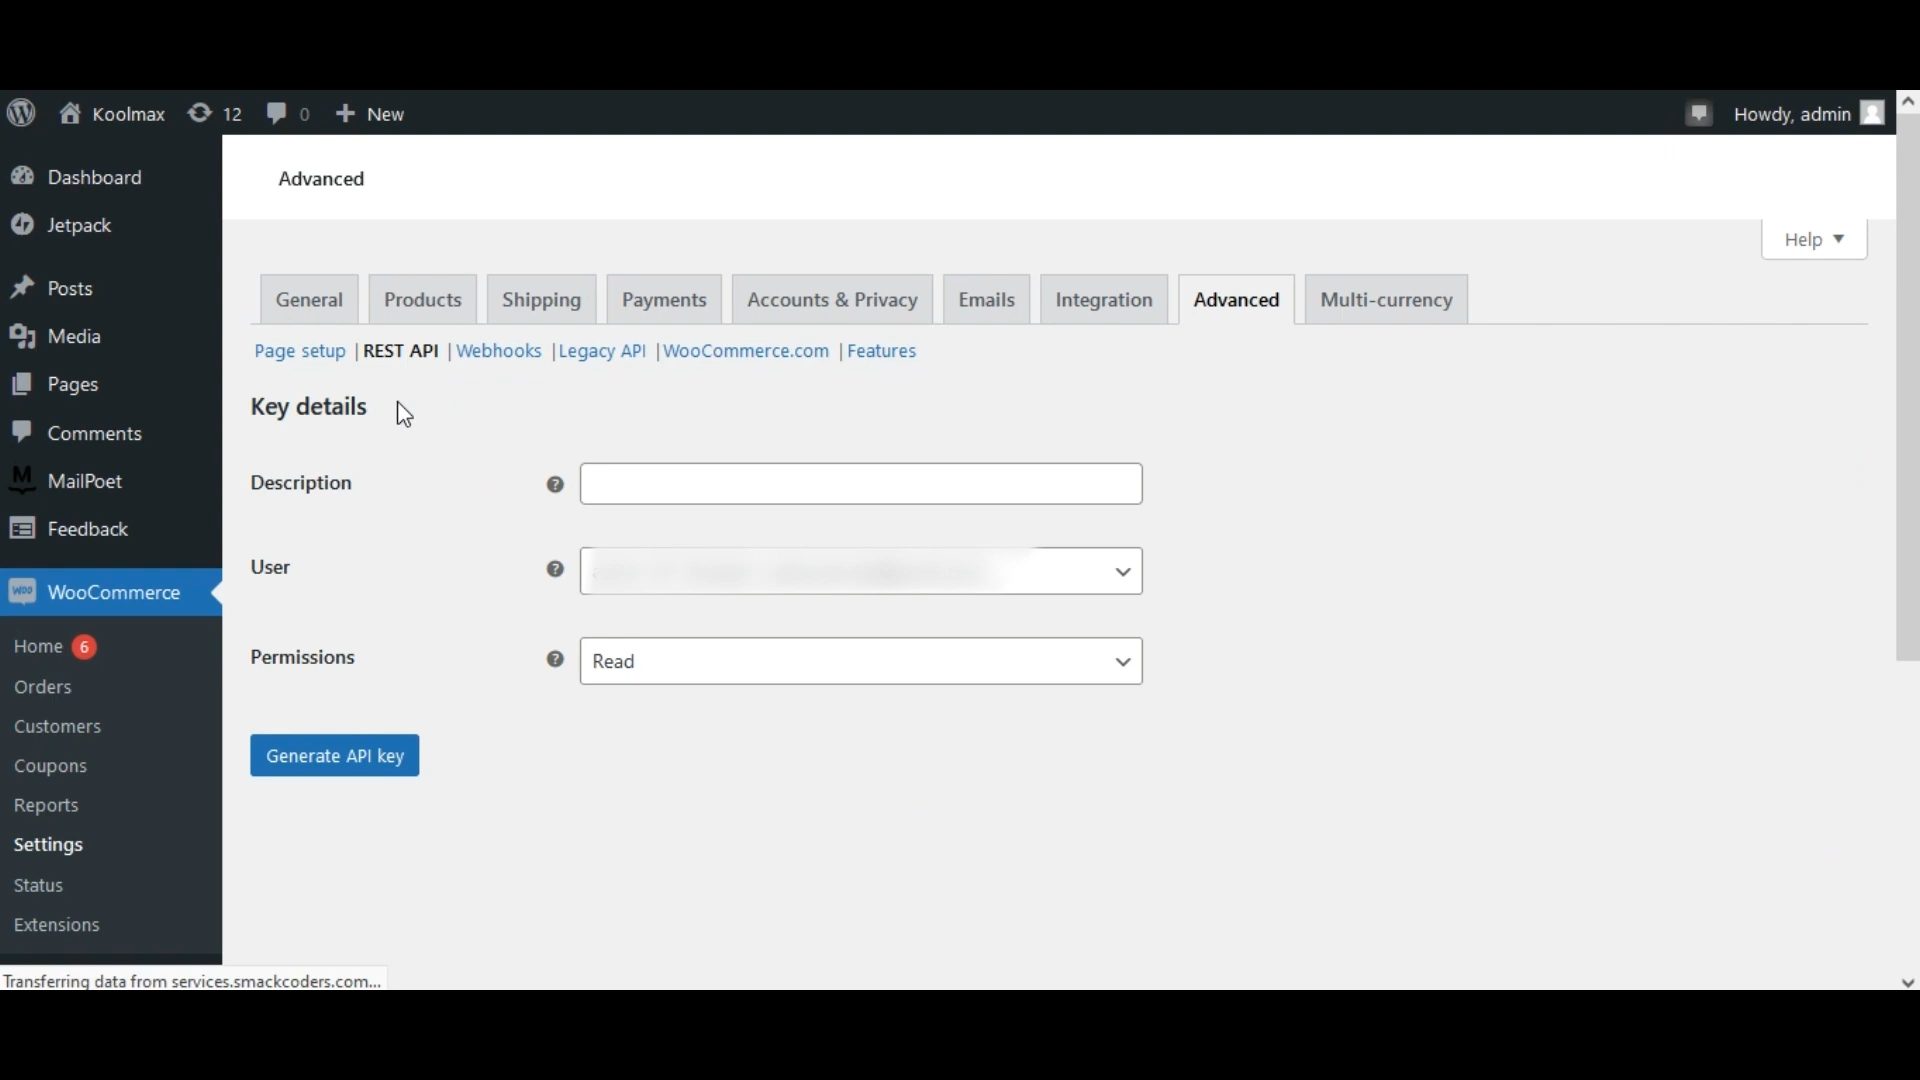 Koolmax 12 0 New Howdy, admin
Dashboard
Jetpack
Posts
Media
Pages
Comments
MailPoet
Feedback
WooCommerce
Home 6
Orders
Customers
Coupons
Reports
Settings
Status
Extensions
Advanced
Help
General Products Shipping Payments Accounts & Privacy Emails Integration Advanced Multi-currency
Page setup | REST API | Webhooks | Legacy API | WooCommerce.com | Features
Key details
Description
User
Permissions Read
Generate API key
Transferring data from services.smackcoders.com...